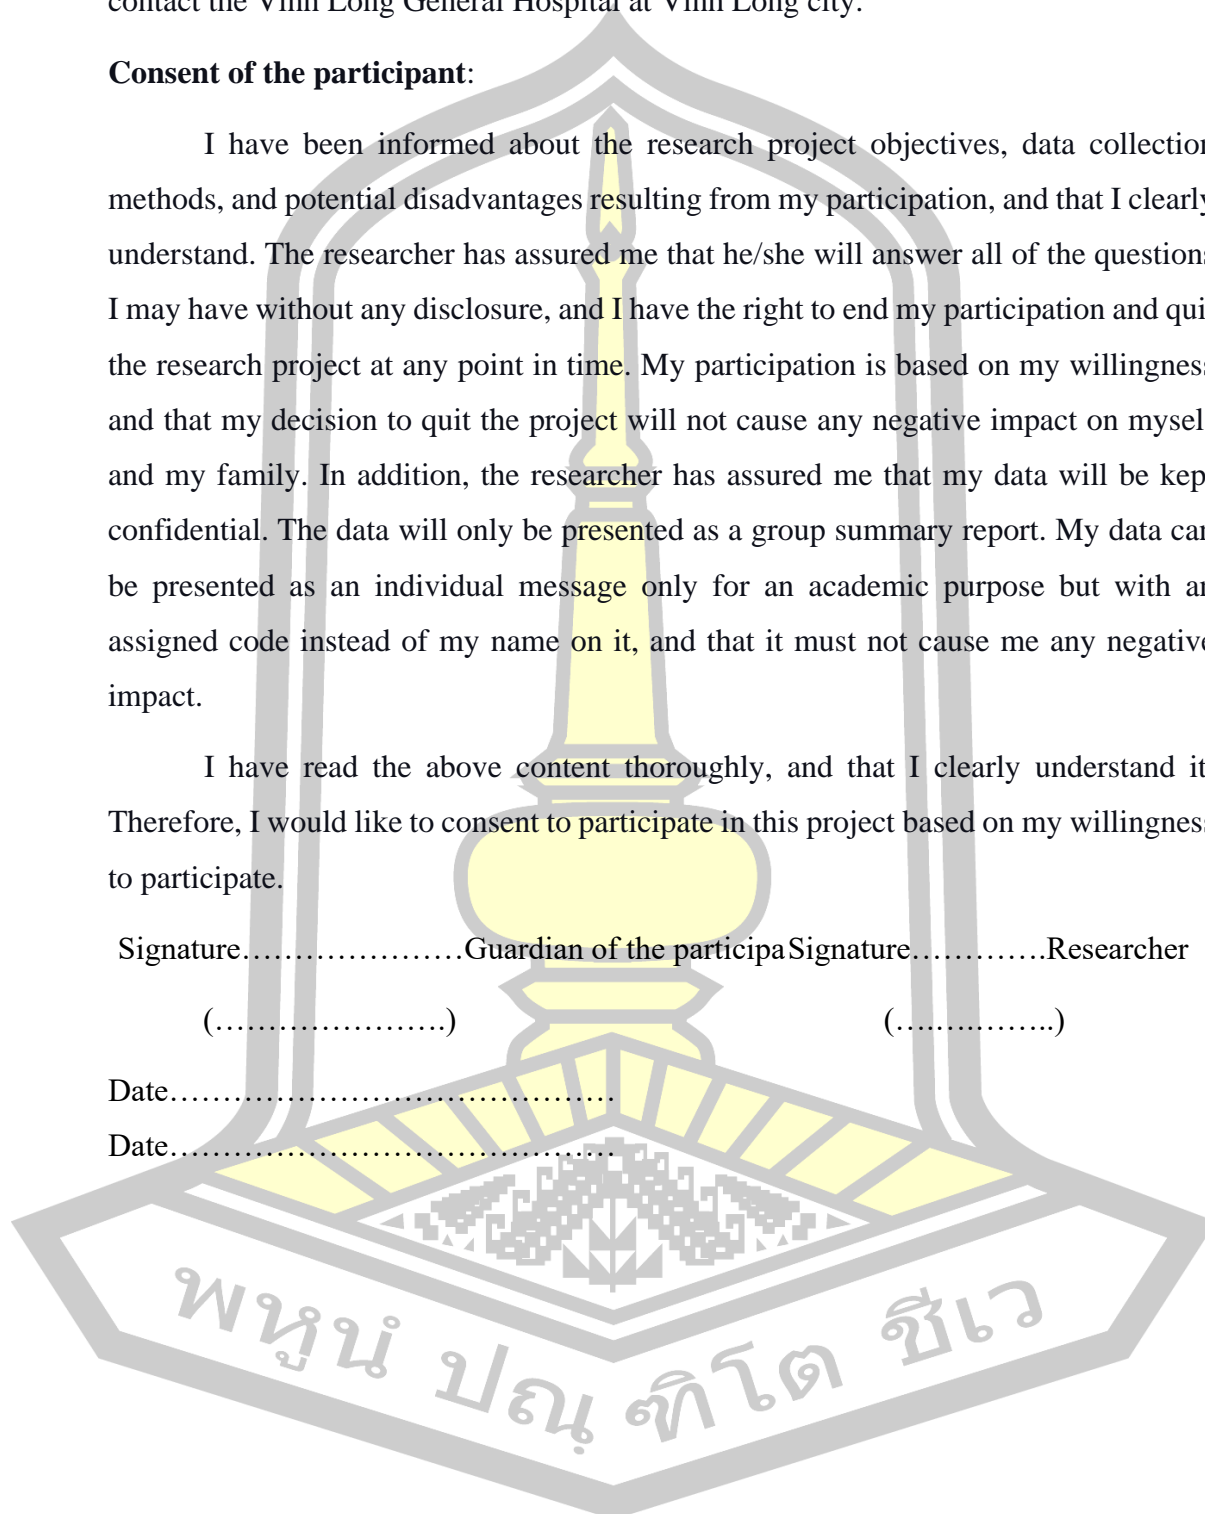 contact the Vinh Long General Hospital at Vinh Long city.
Consent of the participant:
I have been informed about the research project objectives, data collection
methods, and potential disadvantages resulting from my participation, and that I clearly
understand. The researcher has assured me that he/she will answer all of the questions
I may have without any disclosure, and I have the right to end my participation and qui
the research project at any point in time. My participation is based on my willingness
and that my decision to quit the project will not cause any negative impact on mysel
and my family. In addition, the researcher has assured me that my data will be kep
confidential. The data will only be presented as a group summary report. My data can
be presented as an individual message only for an academic purpose but with an
assigned code instead of my name on it, and that it must not cause me any negative
impact.
I have read the above content thoroughly, and that I clearly understand it
Therefore, I would like to consent to participate in this project based on my willingness
to participate.
Signature…………………Guardian of the participaSignature………….Researcher
(………………….) (…..…..……..)
Date……………………………………
Date……………………………………
พหูนํ ปณฺฑิโต ชีเว